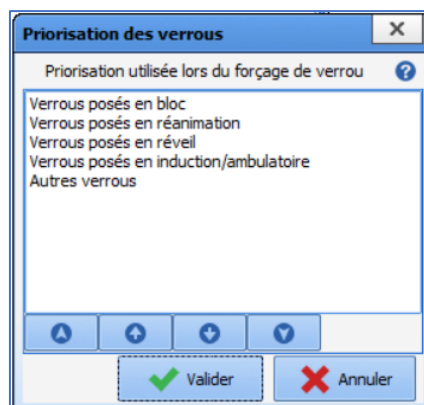 Priorisation des verrous
Priorisation utilisée lors du forçage de verrou
Verrous posés en bloc
Verrous posés en réanimation
Verrous posés en réveil
Verrous posés en induction/ambulatoire
Autres verrous
Valider
Annuler